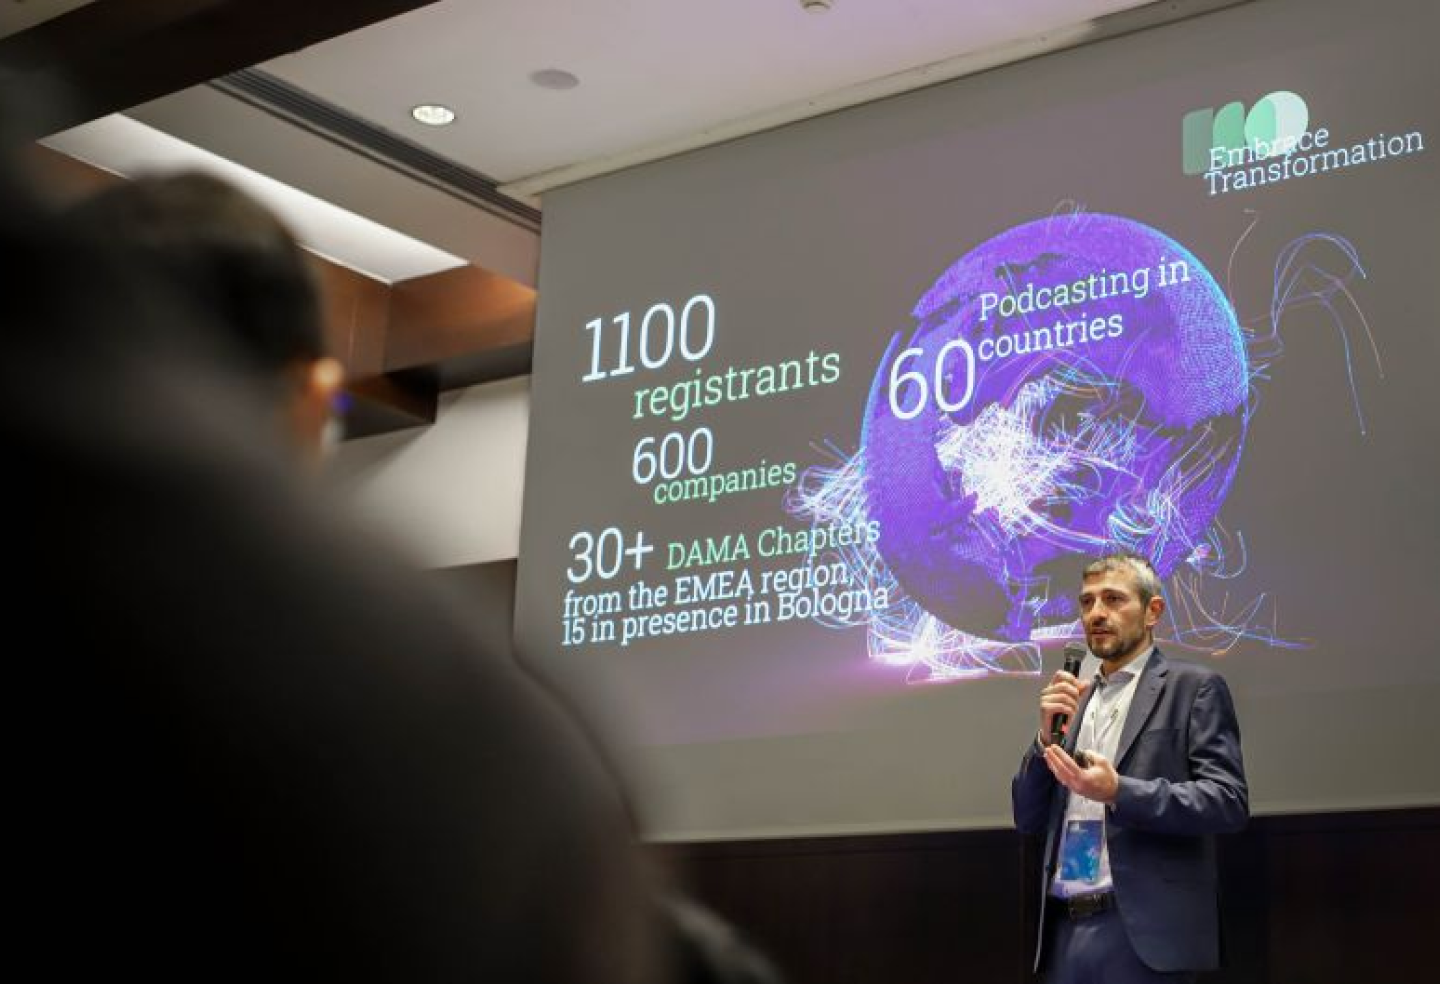 Embrace
Transformation
1100
registrants
600
companies
30+ DAMA Chapters
from the EMEA region,
15 in presence in Bologna
Podcasting in
60 countries